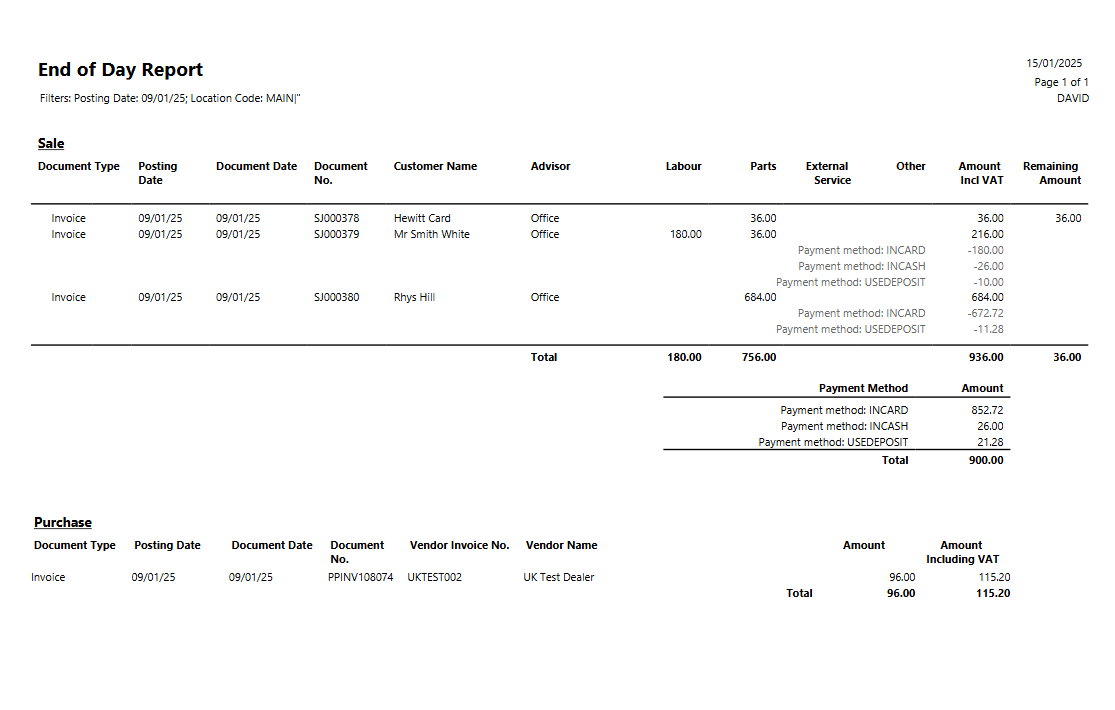 End of Day Report
15/01/2025
Page 1 of 1
Filters: Posting Date: 09/01/25; Location Code: MAIN|''
DAVID
Sale
Document Type Posting Date Document Date Document No. Customer Name Advisor Labour Parts External Service Other Amount Incl VAT Remaining Amount
Invoice 09/01/25 09/01/25 SJ000378 Hewitt Card Office 36.00 36.00 36.00
Invoice 09/01/25 09/01/25 SJ000379 Mr Smith White Office 180.00 36.00 216.00
Payment method: INCARD -180.00
Payment method: INCASH -26.00
Payment method: USEDEPOSIT -10.00
Invoice 09/01/25 09/01/25 SJ000380 Rhys Hill Office 684.00 684.00
Payment method: INCARD -672.72
Payment method: USEDEPOSIT -11.28
Total 180.00 756.00 936.00 36.00
Payment Method Amount
Payment method: INCARD 852.72
Payment method: INCASH 26.00
Payment method: USEDEPOSIT 21.28
Total 900.00
Purchase
Document Type Posting Date Document Date Document No. Vendor Invoice No. Vendor Name Amount Amount Including VAT
Invoice 09/01/25 09/01/25 PPINV108074 UKTEST002 UK Test Dealer 96.00 115.20
Total 96.00 115.20